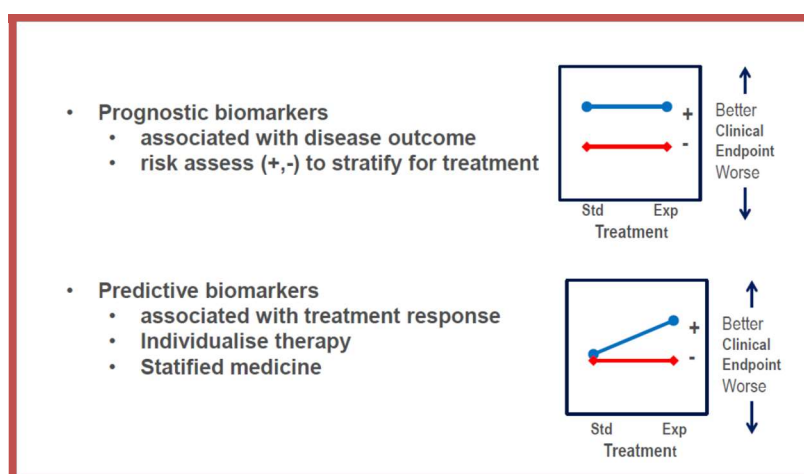 • Prognostic biomarkers
• associated with disease outcome
• risk assess (+,-) to stratify for treatment
+
-
Better
Clinical
Endpoint
Worse
Std Exp
Treatment
• Predictive biomarkers
• associated with treatment response
• Individualise therapy
• Statified medicine
+
-
Better
Clinical
Endpoint
Worse
Std Exp
Treatment